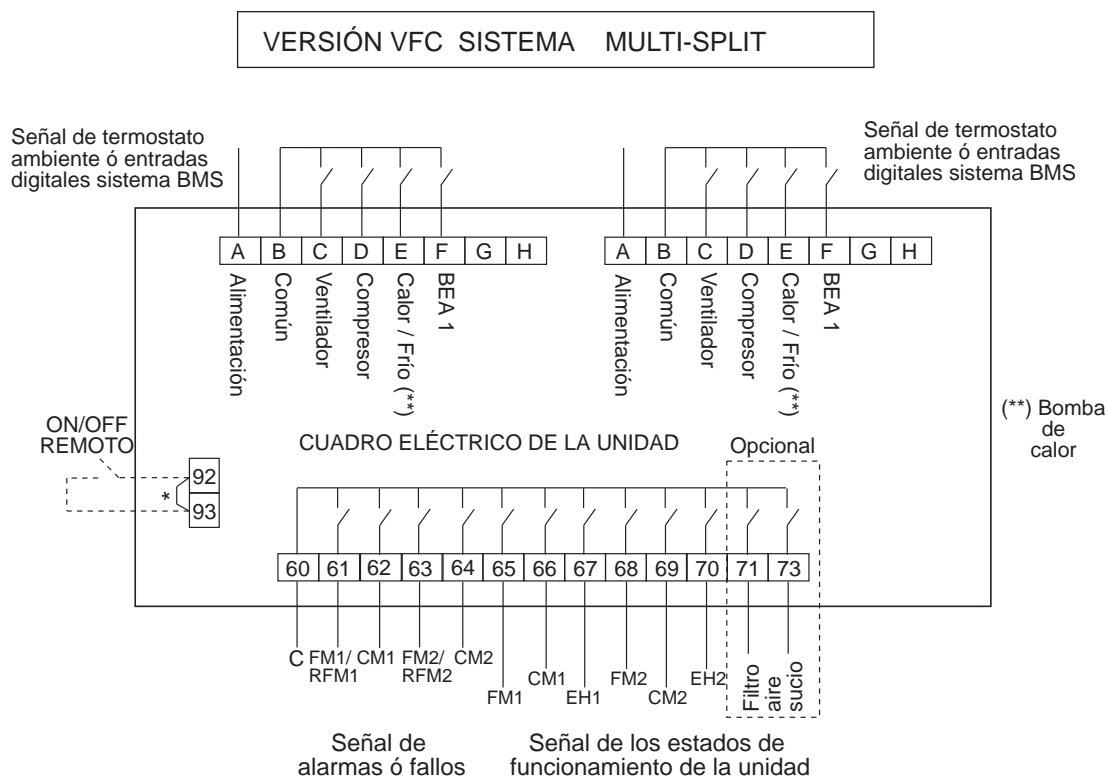 VERSIÓN VFC SISTEMA MULTI-SPLIT
Señal de termostato
ambiente ó entradas
digitales sistema BMS
Señal de termostato
ambiente ó entradas
digitales sistema BMS
A B C D E F G H
Alimentación
Común
Ventilador
Compresor
Calor / Frío (**)
BEA 1
A B C D E F G H
Alimentación
Común
Ventilador
Compresor
Calor / Frío (**)
BEA 1
(**) Bomba
de
calor
ON/OFF
REMOTO
92
*
93
CUADRO ELÉCTRICO DE LA UNIDAD
Opcional
60 61 62 63 64 65 66 67 68 69 70 71 73
C FM1/ CM1 FM2/ CM2
RFM1 RFM2
FM1 CM1 EH1 FM2 CM2 EH2
Filtro
aire
sucio
Señal de
alarmas ó fallos
Señal de los estados de
funcionamiento de la unidad